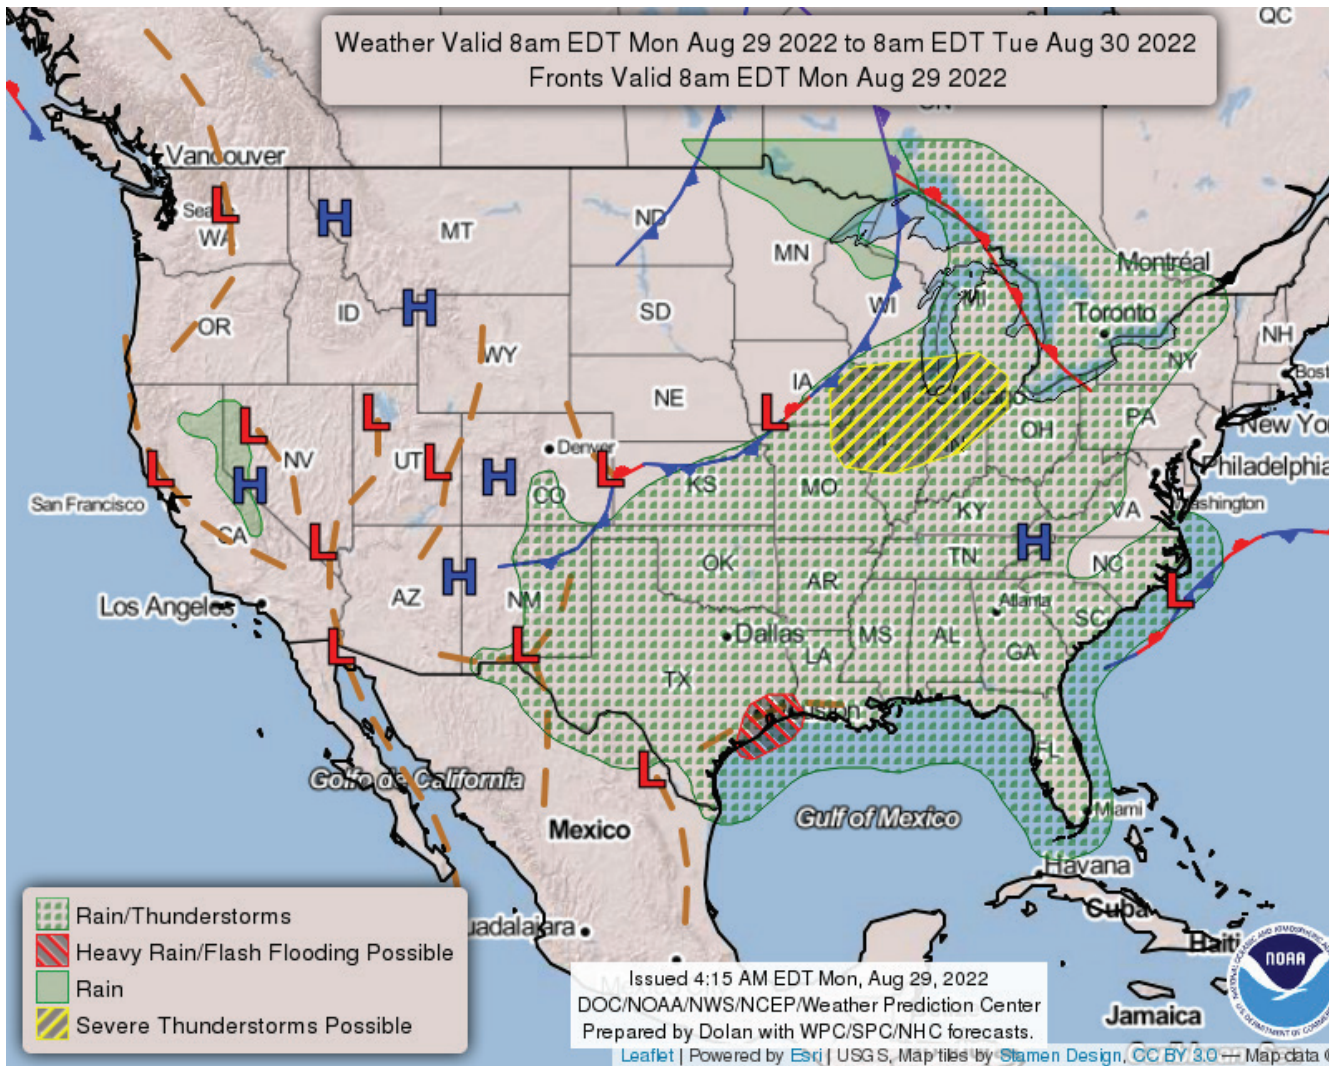 QC
Weather Valid 8am EDT Mon Aug 29 2022 to 8am EDT Tue Aug 30 2022
Fronts Valid 8am EDT Mon Aug 29 2022
Vancouver
L
H
WA
MT
ND
MN
Montréal
OR
ID
H
SD
WI
MI
Toronto
NH
WY
NY
IA
NE
L
L
L
PA
OH
New Yo
NV
UT
L
H
Denver
L
CO
KS
MO
Philadelphia
San Francisco
L
H
KY
VA
CA
L
H
TN
NC
OK
AR
AZ
H
NM
L
Los Angeles
Atlanta
SC
Dallas
MS
AL
GA
LA
L
L
TX
FL
L
Golfo de California
Miami
Gulf of Mexico
Mexico
Havana
Cuba
Haiti
Jamaica
Rain/Thunderstorms
Heavy Rain/Flash Flooding Possible
Rain
Severe Thunderstorms Possible
Issued 4:15 AM EDT Mon, Aug 29, 2022
DOC/NOAA/NWS/NCEP/Weather Prediction Center
Prepared by Dolan with WPC/SPC/NHC forecasts.
NOAA
Leaflet | Powered by Esri | USGS, Map tiles by Stamen Design, CC BY 3.0 — Map data ©